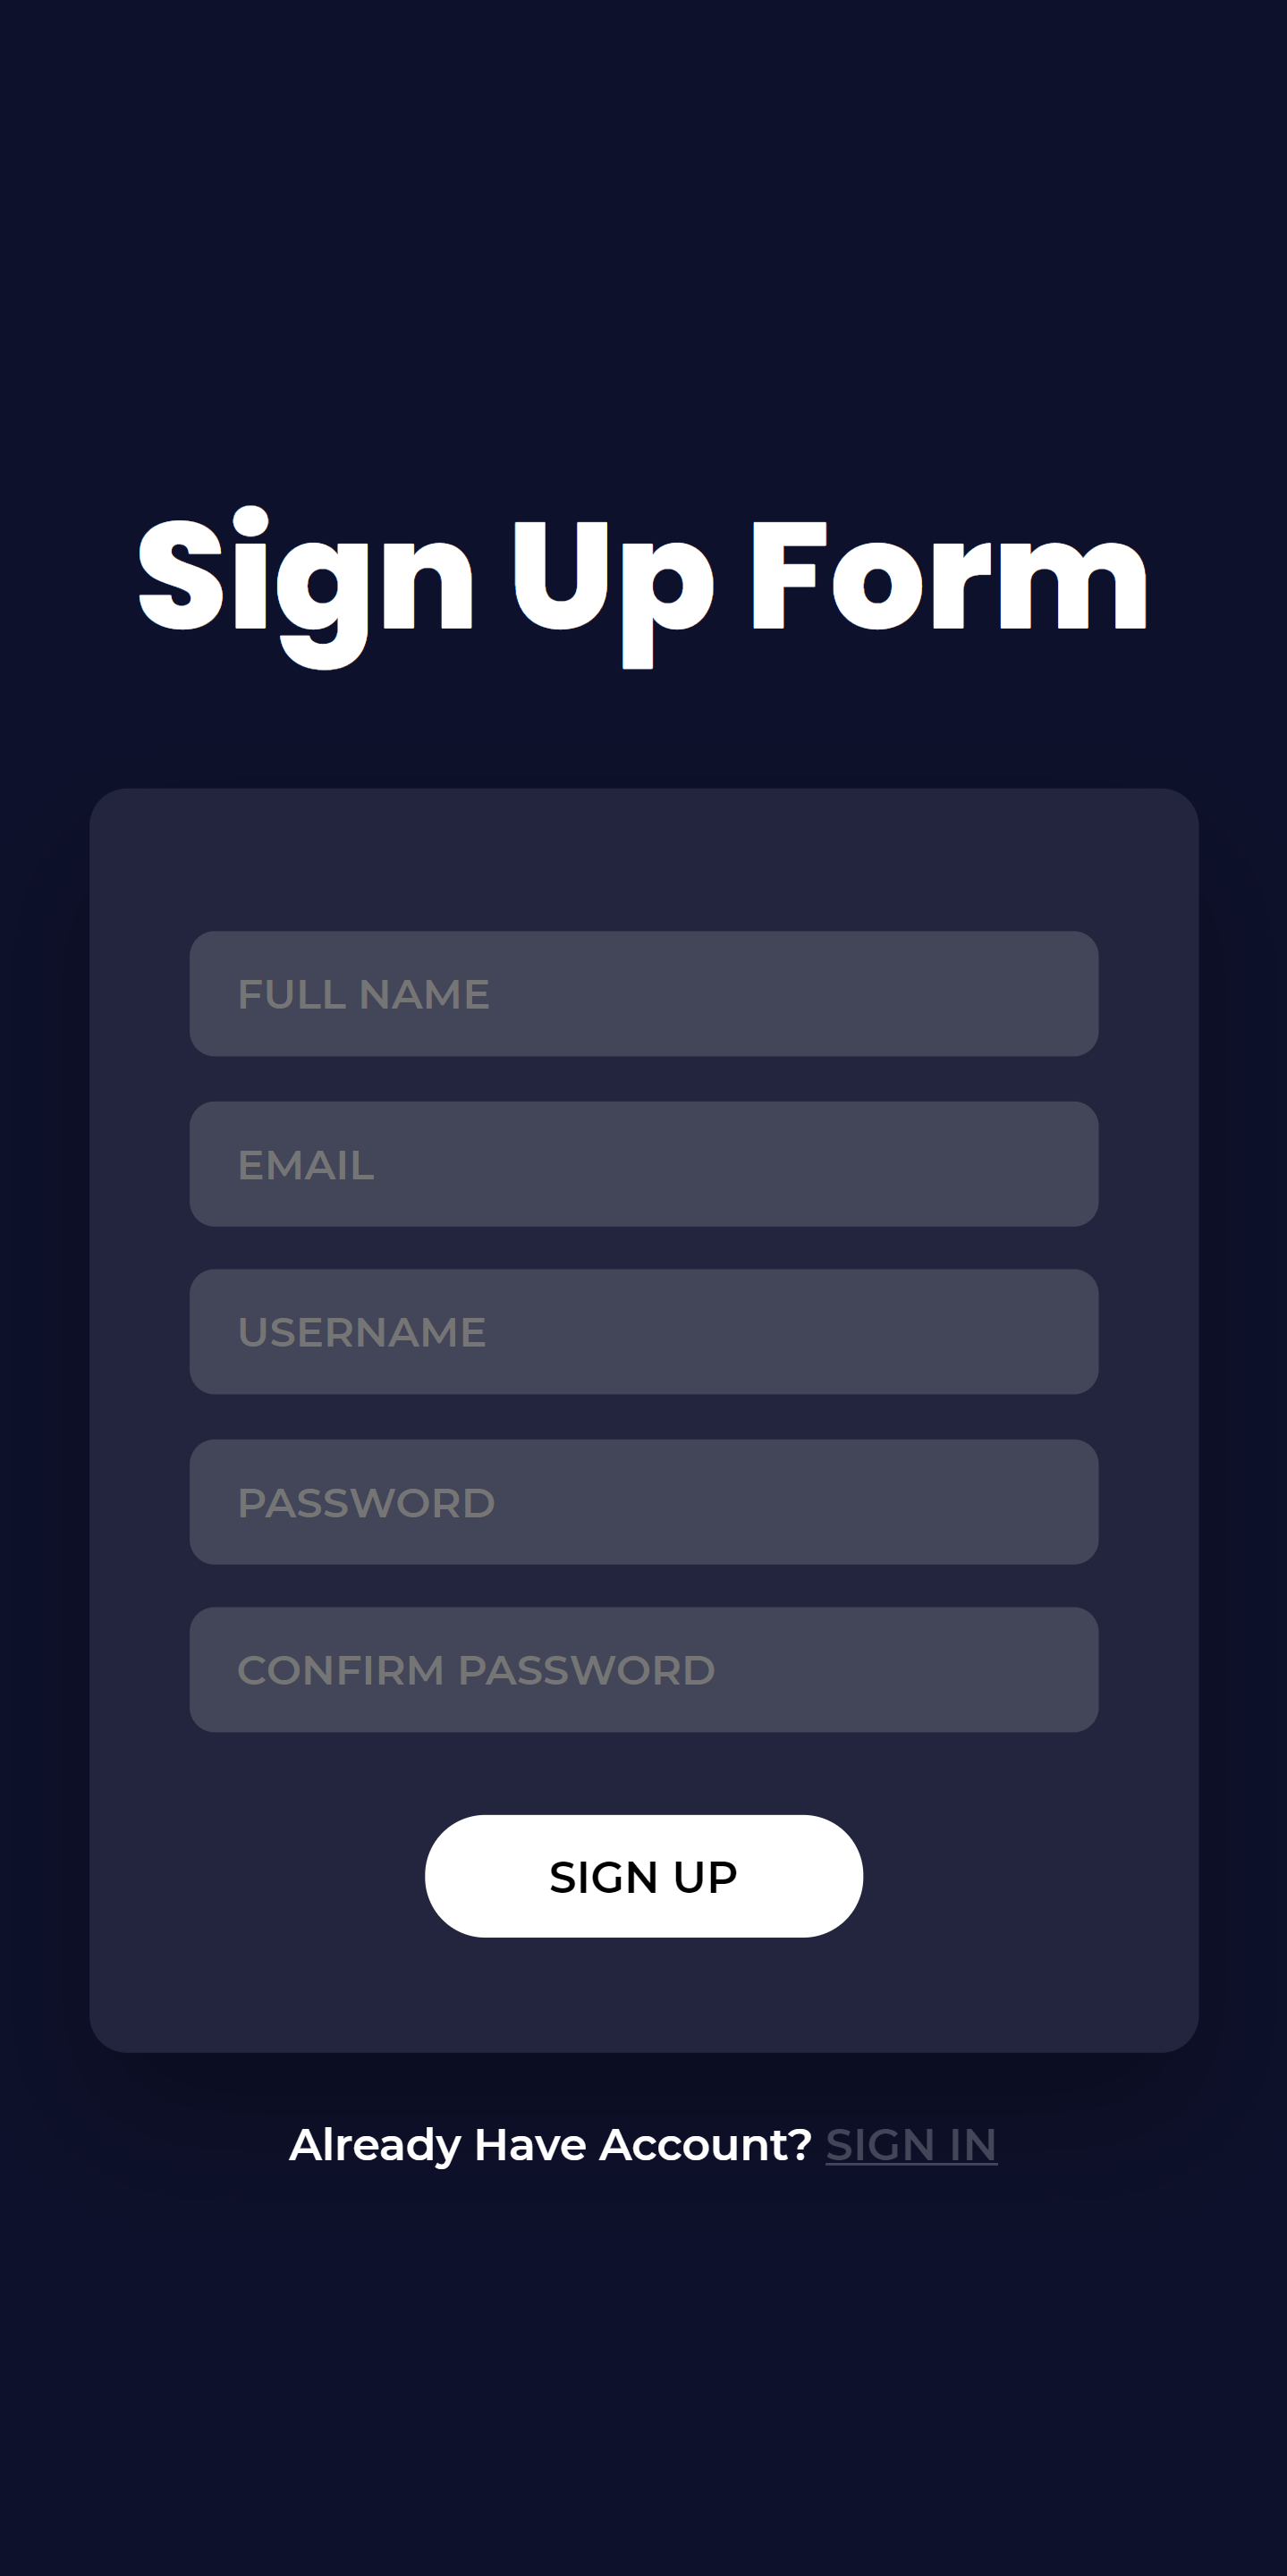 Sign Up Form
FULL NAME
EMAIL
USERNAME
PASSWORD
CONFIRM PASSWORD
SIGN UP
Already Have Account? SIGN IN